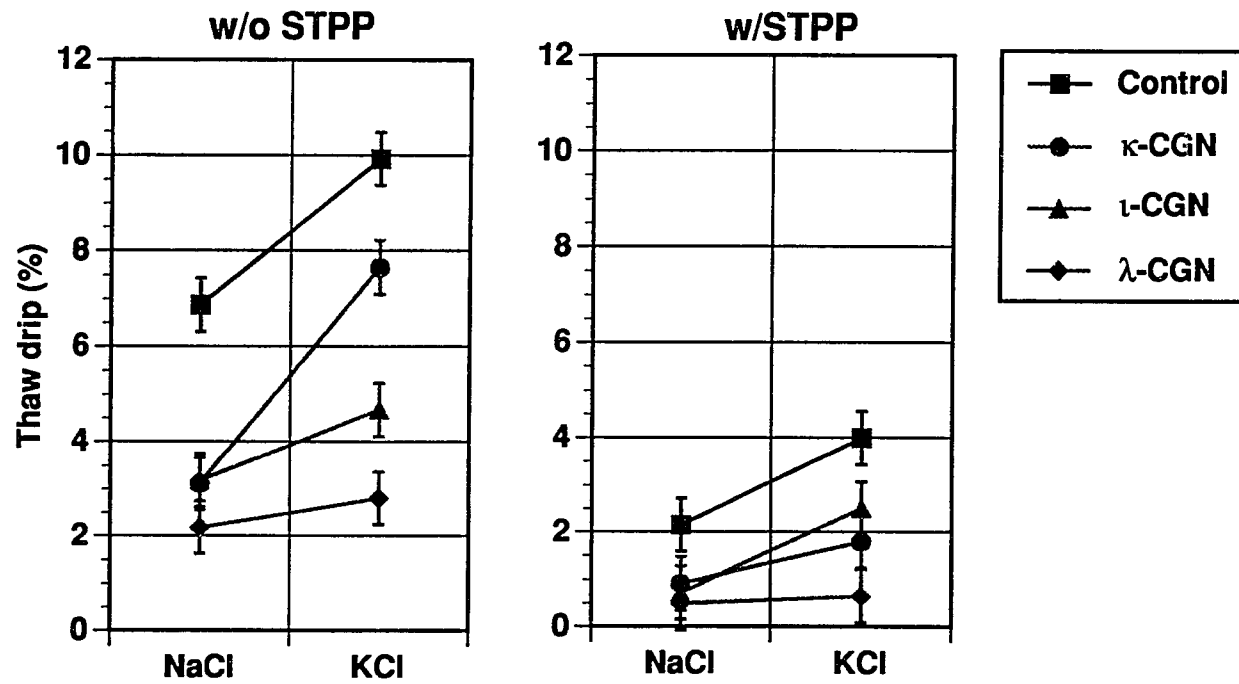 w/o STPP
w/STPP
Thaw drip (%)
12
10
8
6
4
2
0
NaCl
KCl
12
10
8
6
4
2
0
NaCl
KCl
Control
κ-CGN
ι-CGN
λ-CGN